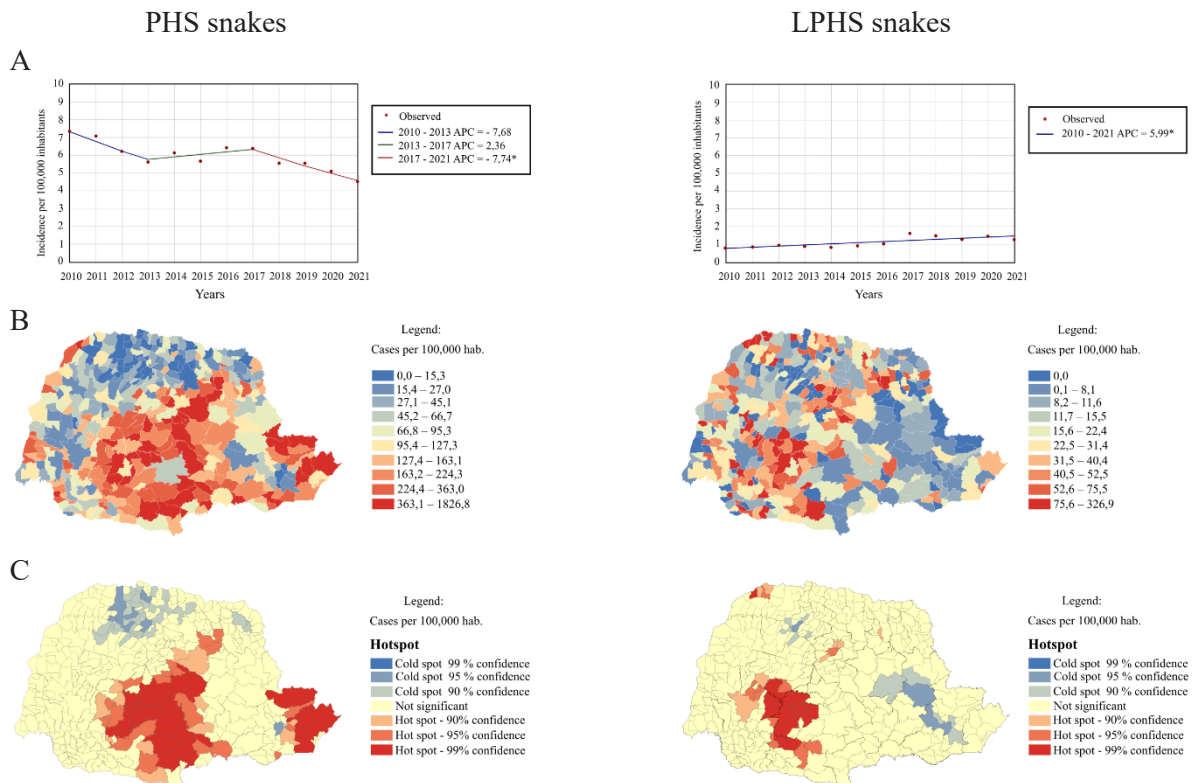 PHS snakes
LPHS snakes
A
Incidence per 100,000 inhabitants
10
9
8
7
6
5
4
3
2
1
0
2010 2011 2012 2013 2014 2015 2016 2017 2018 2019 2020 2021
Years
Observed
2010 - 2013 APC = - 7,68
2013 - 2017 APC = 2,36
2017 - 2021 APC = - 7.74*
Incidence per 100,000 inhabitants
10
9
8
7
6
5
4
3
2
1
0
2010 2011 2012 2013 2014 2015 2016 2017 2018 2019 2020 2021
Years
Observed
2010 - 2021 APC = 5,99*
B
Legend:
Cases per 100,000 hab.
0,0 – 15,3
15,4 – 27,0
27,1 – 45,1
45,2 – 66,7
66,8 – 95,3
95,4 – 127,3
127,4 – 163,1
163,2 – 224,3
224,4 – 363,0
363,1 – 1826,8
Legend:
Cases per 100,000 hab.
0,0
0,1 – 8,1
8,2 – 11,6
11,7 – 15,5
15,6 – 22,4
22,5 – 31,4
31,5 – 40,4
40,5 – 52,5
52,6 – 75,5
75,6 – 326,9
C
Legend:
Cases per 100,000 hab.
Hotspot
Cold spot 99 % confidence
Cold spot 95 % confidence
Cold spot 90 % confidence
Not significant
Hot spot - 90% confidence
Hot spot - 95% confidence
Hot spot - 99% confidence
Legend:
Cases per 100,000 hab.
Hotspot
Cold spot 99 % confidence
Cold spot 95 % confidence
Cold spot 90 % confidence
Not significant
Hot spot - 90% confidence
Hot spot - 95% confidence
Hot spot - 99% confidence